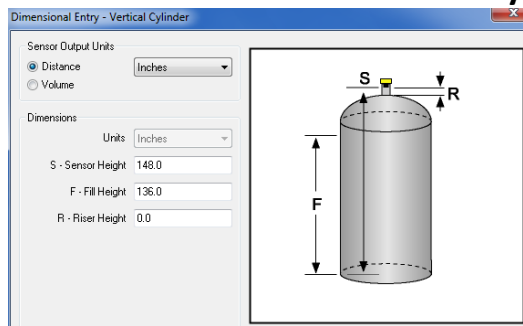 Dimensional Entry - Vertical Cylinder
Sensor Output Units
Distance
Inches
Volume
Dimensions
Units
Inches
S - Sensor Height
148.0
F - Fill Height
136.0
R - Riser Height
0.0
S
R
F